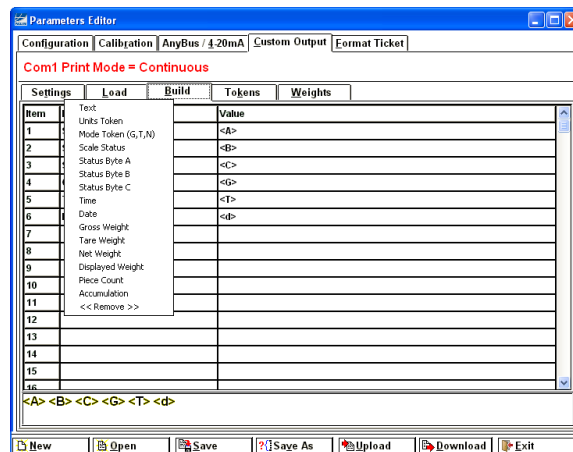 Parameters Editor
Configuration Calibration AnyBus / 4-20mA Custom Output Format Ticket
Com1 Print Mode = Continuous
Settings Load Build Tokens Weights
Item Value
1 <A>
2 <B>
3 <C>
4 <G>
5 <T>
6 <d>
7
8
9
10
11
12
13
14
15
16
Text
Units Token
Mode Token (G,T,N)
Scale Status
Status Byte A
Status Byte B
Status Byte C
Time
Date
Gross Weight
Tare Weight
Net Weight
Displayed Weight
Piece Count
Accumulation
<< Remove >>
<A> <B> <C> <G> <T> <d>
New Open Save Save As Upload Download Exit